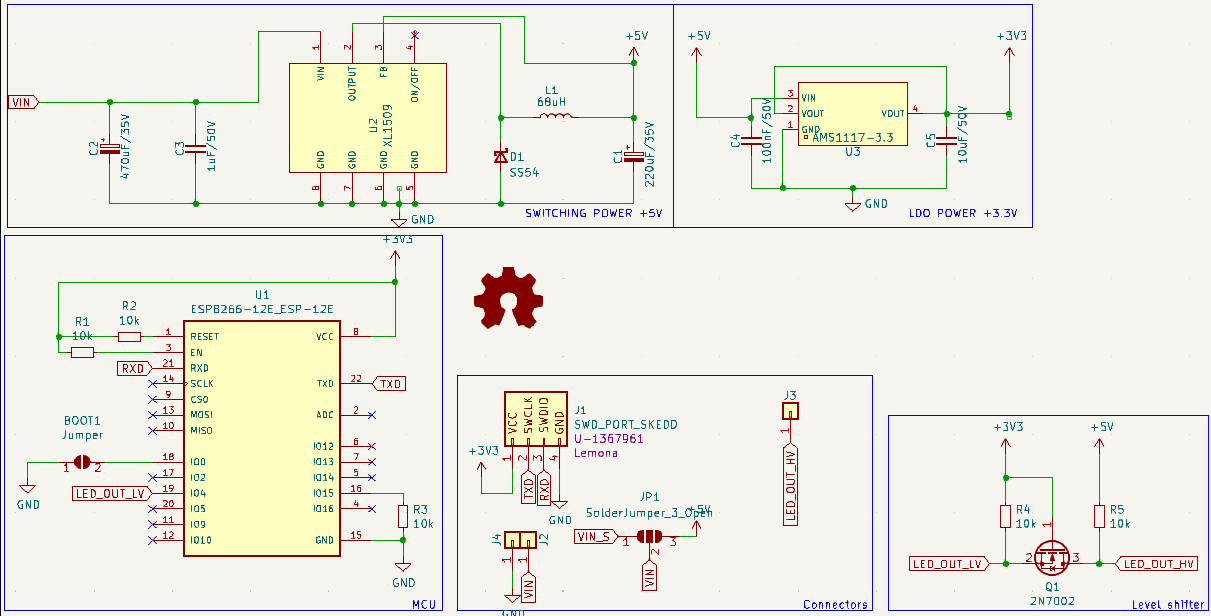 VIN
C2
470uF/35V
C3
1uF/50V
1
2
3
4
VIN
OUTPUT
FB
ON/OFF
U2
XL1509
GND
GND
GND
GND
8
7
6
5
GND
D1
SS54
L1
68uH
+5V
C1
220uF/35V
SWITCHING POWER +5V
+5V
C4
100nF/50V
3
VIN
2
VOUT
1
GND
VOUT
4
AMS1117-3.3
U3
C5
10uF/50V
+3V3
GND
LDO POWER +3.3V
+3V3
U1
ESP8266-12E_ESP-12E
R1
10k
R2
10k
1
RESET
3
EN
RXD
21
RXD
14
SCLK
9
CSO
13
MOSI
10
MISO
BOOT1
Jumper
1
2
GND
18
IO0
17
IO2
LED_OUT_LV
19
IO4
20
IO5
11
IO9
12
IO10
VCC
8
TXD
22
TXD
ADC
2
IO12
6
IO13
7
IO14
5
IO15
16
IO16
4
GND
15
R3
10k
GND
MCU
VCC
SWCLK
SWDIO
GND
J1
SWD_PORT_SKEDD
U-1367961
Lemona
+3V3
1
2
3
4
TXD
RXD
GND
J4
J2
1
1
VIN
GND
JP1
SolderJumper_3_Open
VIN_S
1
2
3
+5V
VIN
J3
1
LED_OUT_HV
Connectors
+3V3
+5V
R4
10k
R5
10k
1
2
3
LED_OUT_LV
LED_OUT_HV
Q1
2N7002
Level shifter